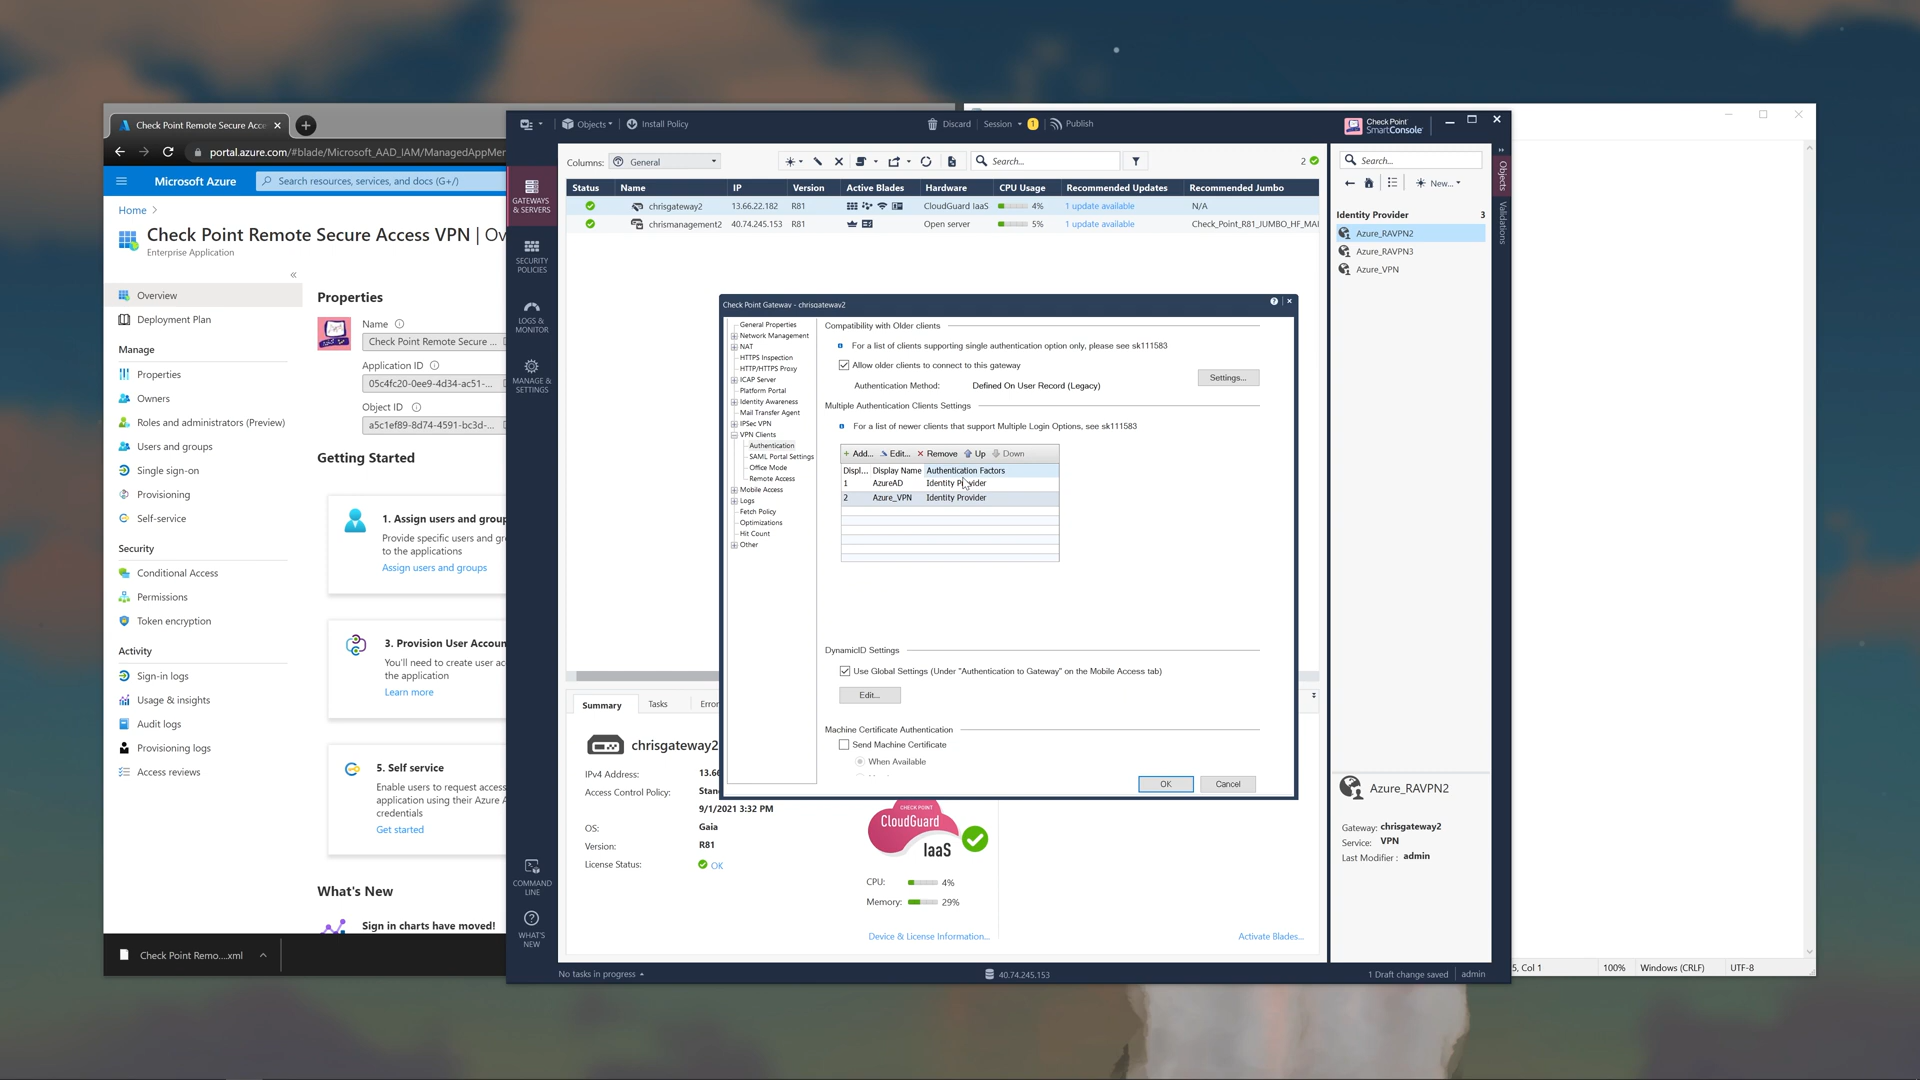 Check Point Remote Secure Acce
portal.azure.com/#blade/Microsoft_AAD_IAM/ManagedAppMen
Microsoft Azure
Search resources, services, and docs (G+/)
Home
Check Point Remote Secure Access VPN | Ov
Enterprise Application
Overview
Deployment Plan
Manage
Properties
Owners
Roles and administrators (Preview)
Users and groups
Single sign-on
Provisioning
Self-service
Security
Conditional Access
Permissions
Token encryption
Activity
Sign-in logs
Usage & insights
Audit logs
Provisioning logs
Access reviews
Properties
Name
Check Point Remote Secure ...
Application ID
05c4fc20-0ee9-4d34-ac51-...
Object ID
a5c1ef89-8d74-4591-bc3d-...
Getting Started
1. Assign users and group
Provide specific users and gr
to the applications
Assign users and groups
3. Provision User Accoun
You'll need to create user ac
the application
Learn more
5. Self service
Enable users to request access
application using their Azure A
credentials
Get started
What's New
Sign in charts have moved!
Check Point Remo....xml
Objects
Install Policy
Discard
Session
1
Publish
Check Point
SmartConsole
GATEWAYS
& SERVERS
SECURITY
POLICIES
LOGS &
MONITOR
MANAGE &
SETTINGS
COMMAND
LINE
WHAT'S
NEW
Columns:
General
Search...
2
Status Name IP Version Active Blades Hardware CPU Usage Recommended Updates Recommended Jumbo
chrisgateway2 13.66.22.182 R81 CloudGuard IaaS 4% 1 update available N/A
chrismanagement2 40.74.245.153 R81 Open server 5% 1 update available Check_Point_R81_JUMBO_HF_MAI
Check Point Gateway - chrisgateway2
General Properties
Network Management
NAT
HTTPS Inspection
HTTP/HTTPS Proxy
ICAP Server
Platform Portal
Identity Awareness
Mail Transfer Agent
IPSec VPN
VPN Clients
Authentication
SAML Portal Settings
Office Mode
Remote Access
Mobile Access
Logs
Fetch Policy
Optimizations
Hit Count
Other
Compatibility with Older clients
For a list of clients supporting single authentication option only, please see sk111583
Allow older clients to connect to this gateway
Authentication Method: Defined On User Record (Legacy)
Settings...
Multiple Authentication Clients Settings
For a list of newer clients that support Multiple Login Options, see sk111583
Add... Edit... Remove Up Down
Displ... Display Name Authentication Factors
1 AzureAD Identity Provider
2 Azure_VPN Identity Provider
DynamicID Settings
Use Global Settings (Under "Authentication to Gateway" on the Mobile Access tab)
Edit...
Machine Certificate Authentication
Send Machine Certificate
When Available
OK
Cancel
Summary
Tasks
Error
chrisgateway2
IPv4 Address: 13.66
Access Control Policy: Stan
9/1/2021 3:32 PM
OS: Gaia
Version: R81
License Status: OK
CHECK POINT
CloudGuard
IaaS
CPU: 4%
Memory: 29%
Device & License Information...
Activate Blades...
No tasks in progress
40.74.245.153
1 Draft change saved
admin
Search...
New...
Objects
Validations
Identity Provider 3
Azure_RAVPN2
Azure_RAVPN3
Azure_VPN
Azure_RAVPN2
Gateway: chrisgateway2
Service: VPN
Last Modifier: admin
5, Col 1
100%
Windows (CRLF)
UTF-8